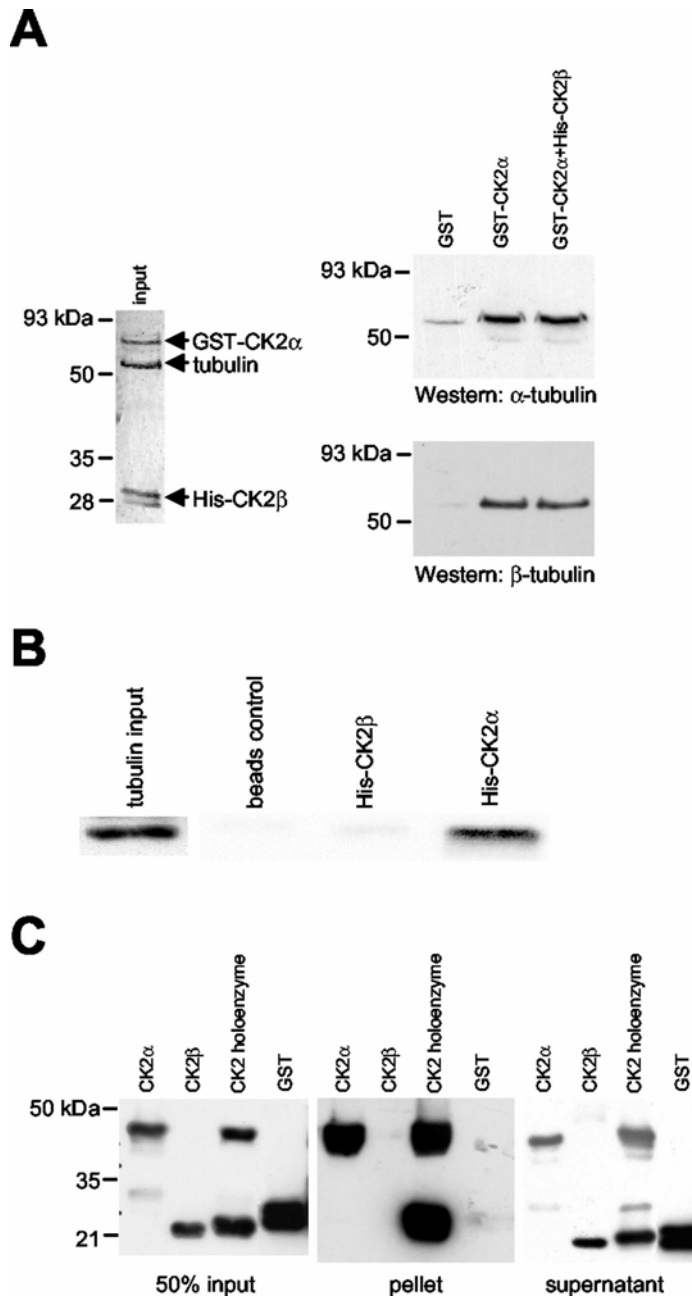 A
input
93 kDa
50
35
28
GST-CK2α
tubulin
His-CK2β
GST
GST-CK2α
GST-CK2α+His-CK2β
93 kDa
50
Western: α-tubulin
93 kDa
50
Western: β-tubulin
B
tubulin input
beads control
His-CK2β
His-CK2α
C
CK2α
CK2β
CK2 holoenzyme
GST
CK2α
CK2β
CK2 holoenzyme
GST
CK2α
CK2β
CK2 holoenzyme
GST
50 kDa
35
21
50% input
pellet
supernatant